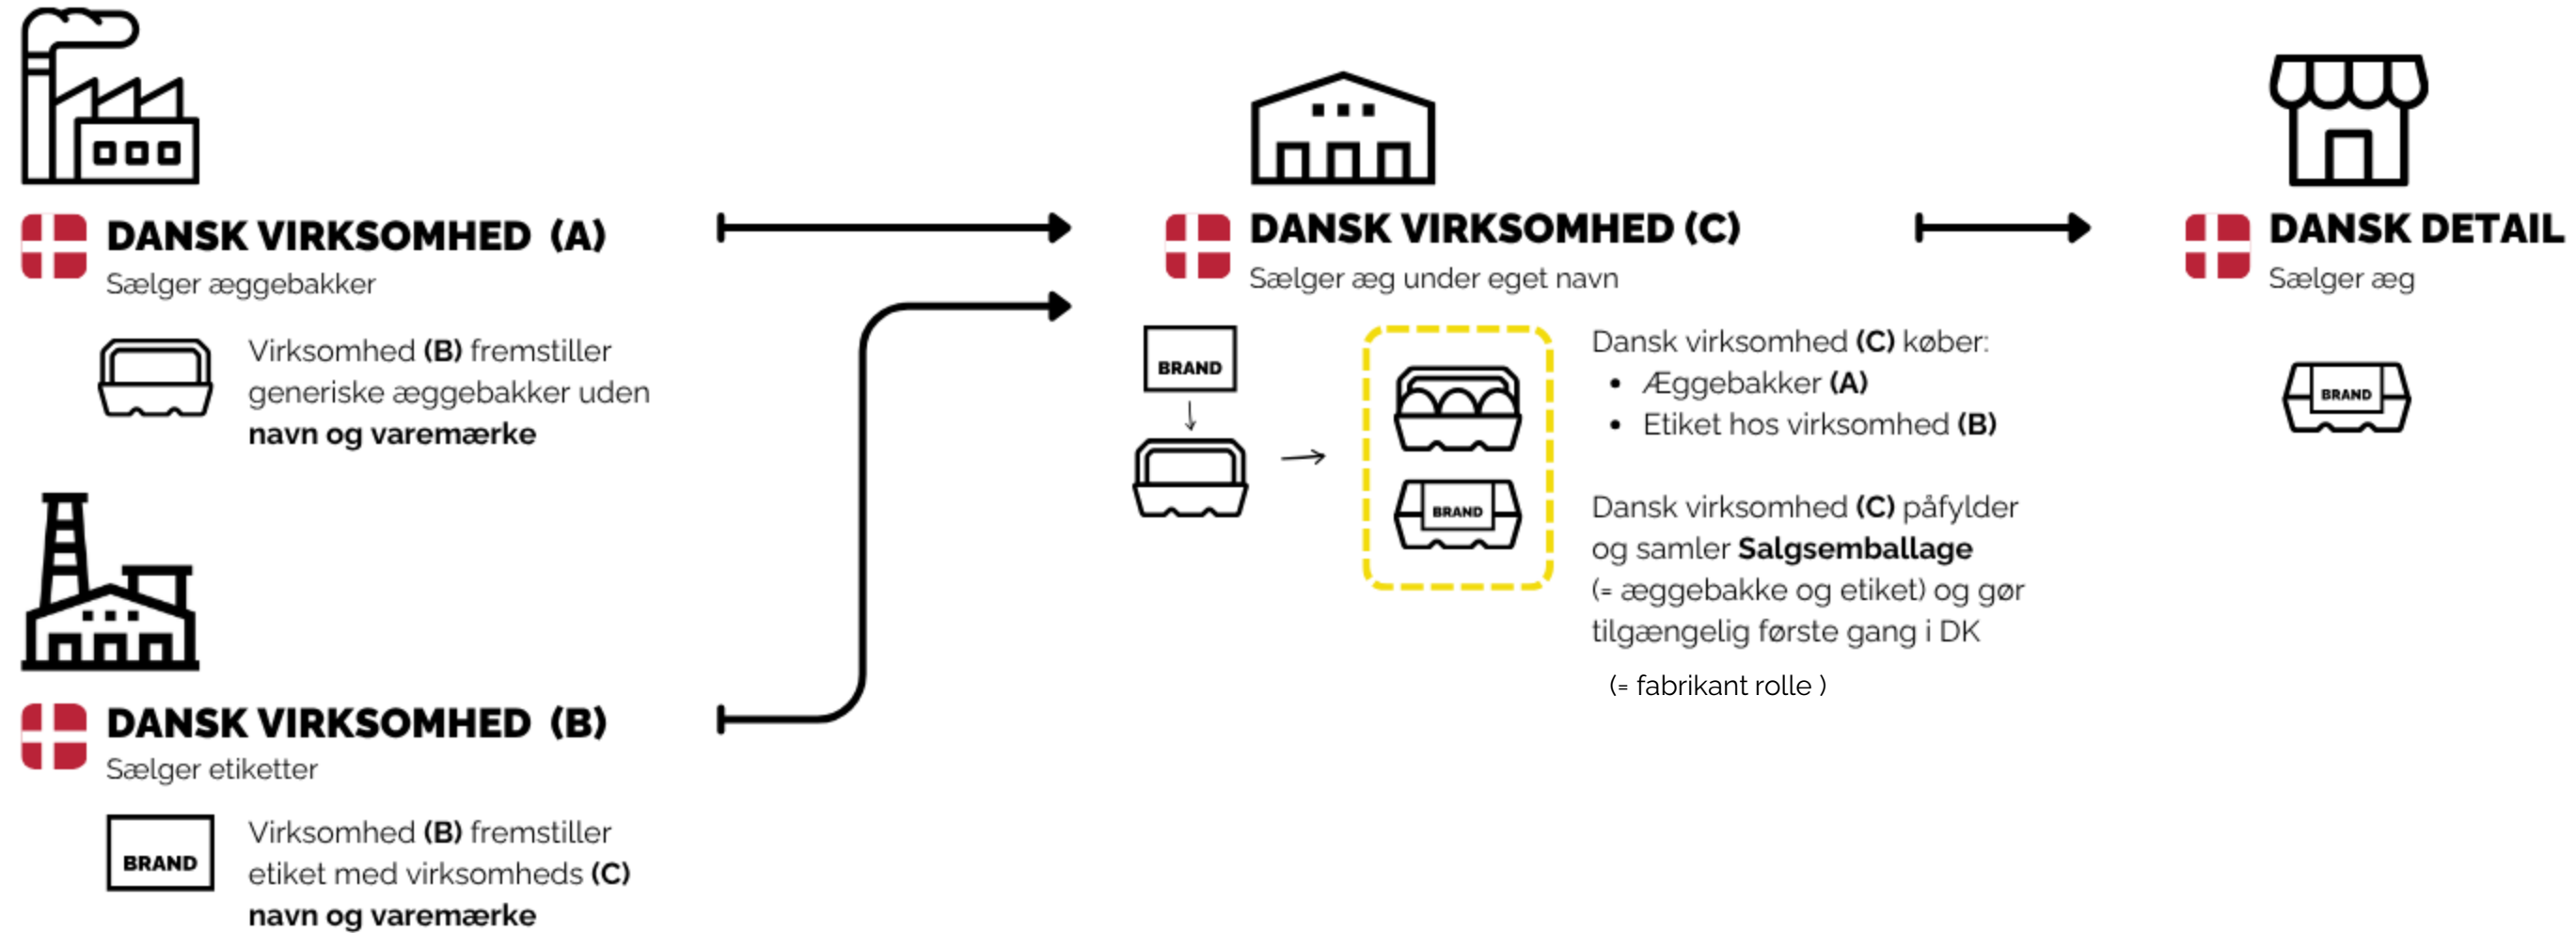 DANSK VIRKSOMHED (A)
Sælger æggebakker
Virksomhed (B) fremstiller
generiske æggebakker uden
navn og varemærke
DANSK VIRKSOMHED (B)
Sælger etiketter
BRAND
Virksomhed (B) fremstiller
etiket med virksomheds (C)
navn og varemærke
DANSK VIRKSOMHED (C)
Sælger æg under eget navn
BRAND
BRAND
Dansk virksomhed (C) køber:
• Æggebakker (A)
• Etiket hos virksomhed (B)
Dansk virksomhed (C) påfylder
og samler Salgsemballage
(= æggebakke og etiket) og gør
tilgængelig første gang i DK
(= fabrikant rolle )
DANSK DETAIL
Sælger æg
BRAND